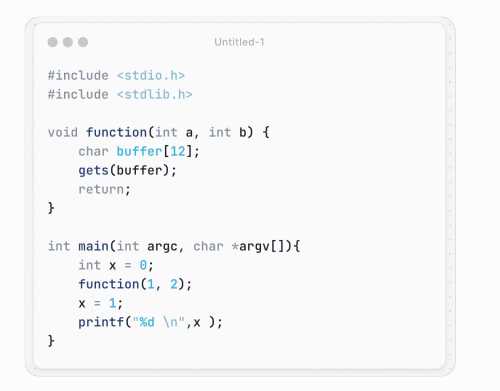 Untitled-1
#include <stdio.h>
#include <stdlib.h>
void function(int a, int b) {
    char buffer[12];
    gets(buffer);
    return;
}
int main(int argc, char *argv[]){
    int x = 0;
    function(1, 2);
    x = 1;
    printf("%d \n",x );
}